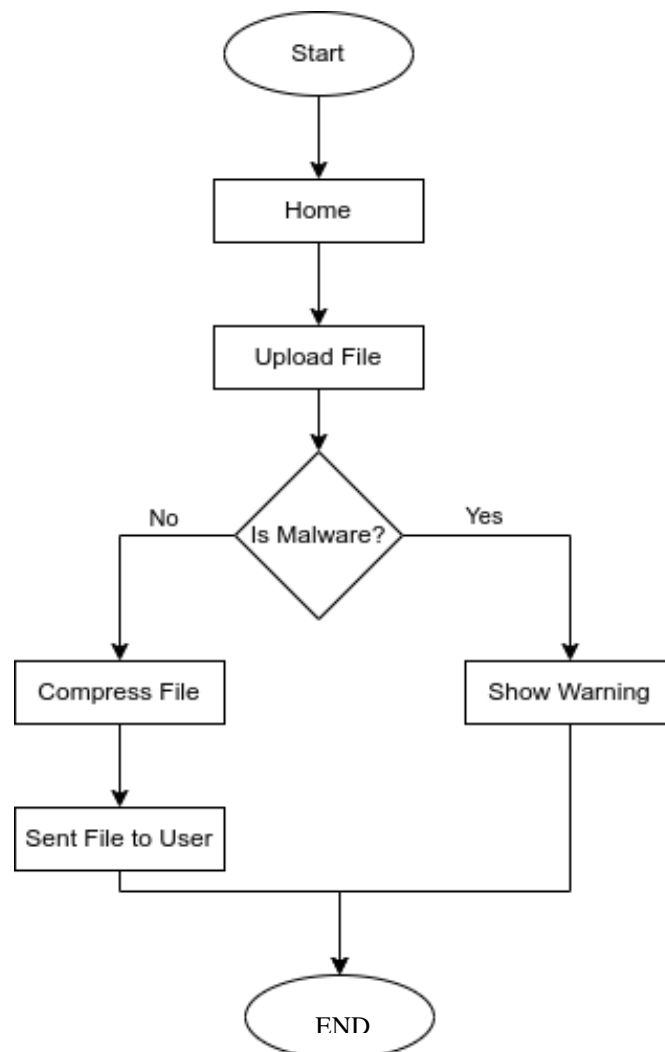 Start
Home
Upload File
Is Malware?
No
Yes
Compress File
Show Warning
Sent File to User
END